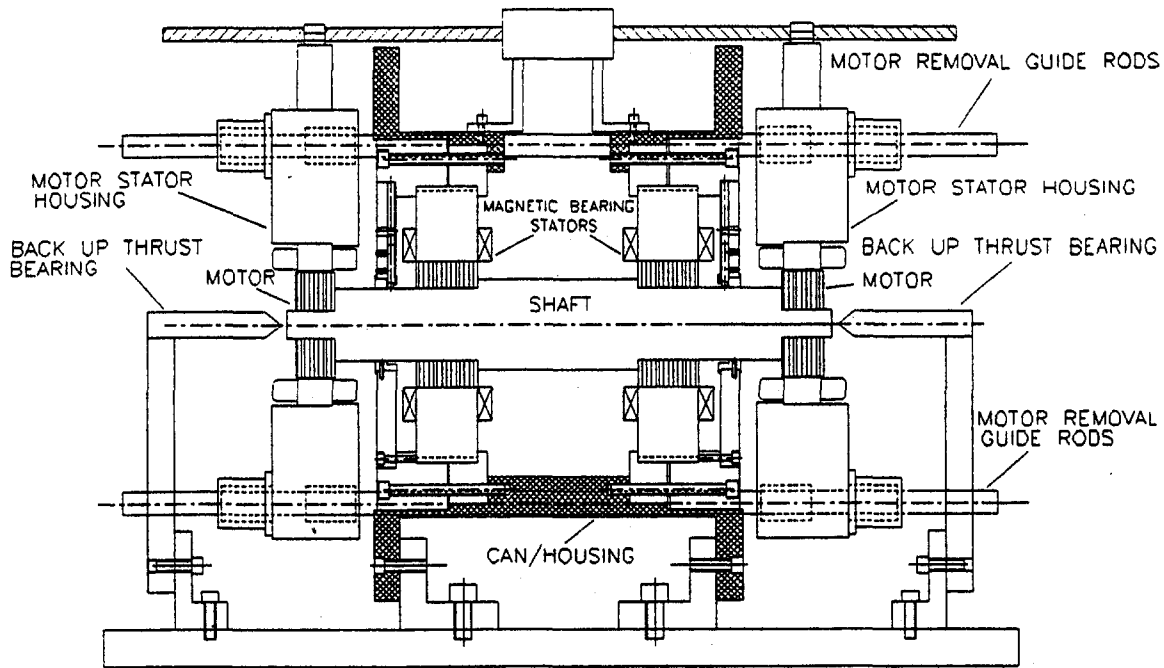 MOTOR REMOVAL GUIDE RODS
MOTOR STATOR
HOUSING
MAGNETIC BEARING
STATORS
MOTOR STATOR HOUSING
BACK UP THRUST
BEARING
BACK UP THRUST BEARING
MOTOR
MOTOR
SHAFT
MOTOR REMOVAL
GUIDE RODS
CAN/HOUSING